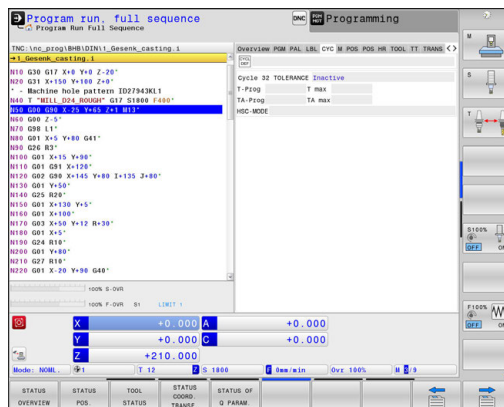 Program run, full sequence
Program Run Full Sequence
DNC
Programming
TNC:\nc_prog\BHB\DIN\1_Gesenk_casting.i
→1_Gesenk_casting.i
N10 G30 G17 X+0 Y+0 Z-20*
N20 G31 X+150 Y+100 Z+0*
* - Machine hole pattern ID27943KL1
N40 T "MILL_D24_ROUGH" G17 S1800 F400*
N50 G00 G90 X-25 Y+65 Z+1 M13*
N60 G00 Z-5*
N70 G98 L1*
N80 G01 X+5 Y+80 G41*
N90 G26 R3*
N100 G01 X+15 Y+90*
N110 G01 G91 X+120*
N120 G02 G90 X+145 Y+80 I+135 J+80*
N130 G01 Y+50*
N140 G25 R20*
N150 G01 X+130 Y+5*
N160 G01 X+100*
N170 G03 X+50 Y+12 R+30*
N180 G01 X+5*
N190 G24 R10*
N200 G01 Y+80*
N210 G27 R10*
N220 G01 X-20 Y+90 G40*
Overview PGM PAL LBL CYC M POS POS HR TOOL TT TRANS
CYCL
DEF
Cycle 32 TOLERANCE Inactive
T-Prog T max
TA-Prog TA max
HSC-MODE
100% S-OVR
100% F-OVR S1 LIMIT 1
X +0.000 A +0.000
Y +0.000 C +0.000
Z +210.000
Mode: NOML. 1 T 12 Z S 1800 F 0mm/min Ovr 100% M 5/9
STATUS
OVERVIEW
STATUS
POS.
TOOL
STATUS
STATUS
COORD.
TRANSF.
STATUS OF
Q PARAM.
M
S
T
S100%
OFF
F100%
OFF